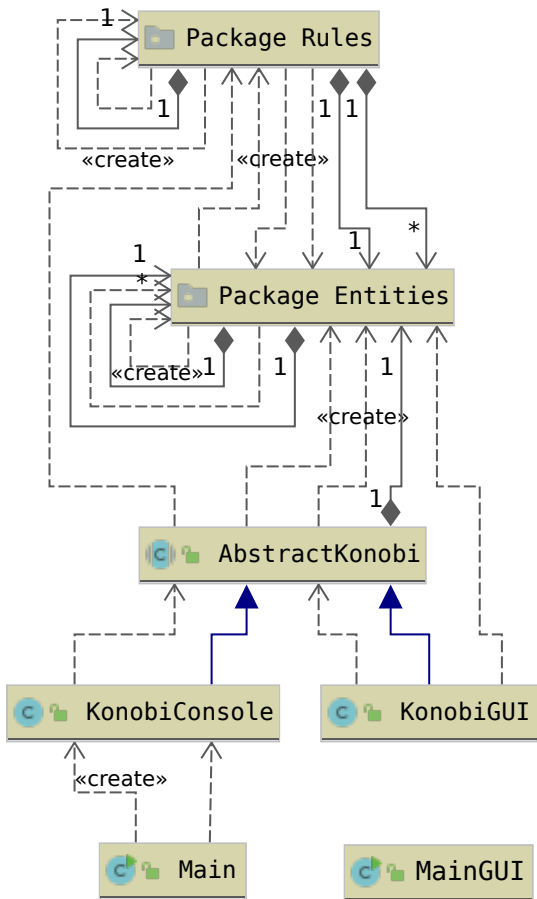 1
Package Rules
1
1
1
«create»
«create»
*
1
1
*
Package Entities
«create»
1
1
1
«create»
1
C
AbstractKonobi
C
KonobiConsole
C
KonobiGUI
«create»
C
Main
C
MainGUI